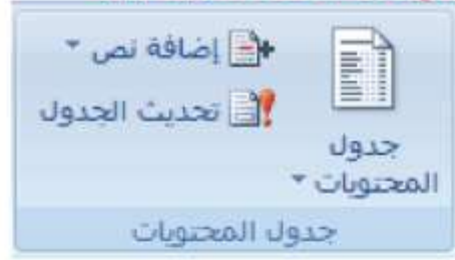 جدول
المحتويات
إضافة نص
تحديث الجدول
جدول المحتويات